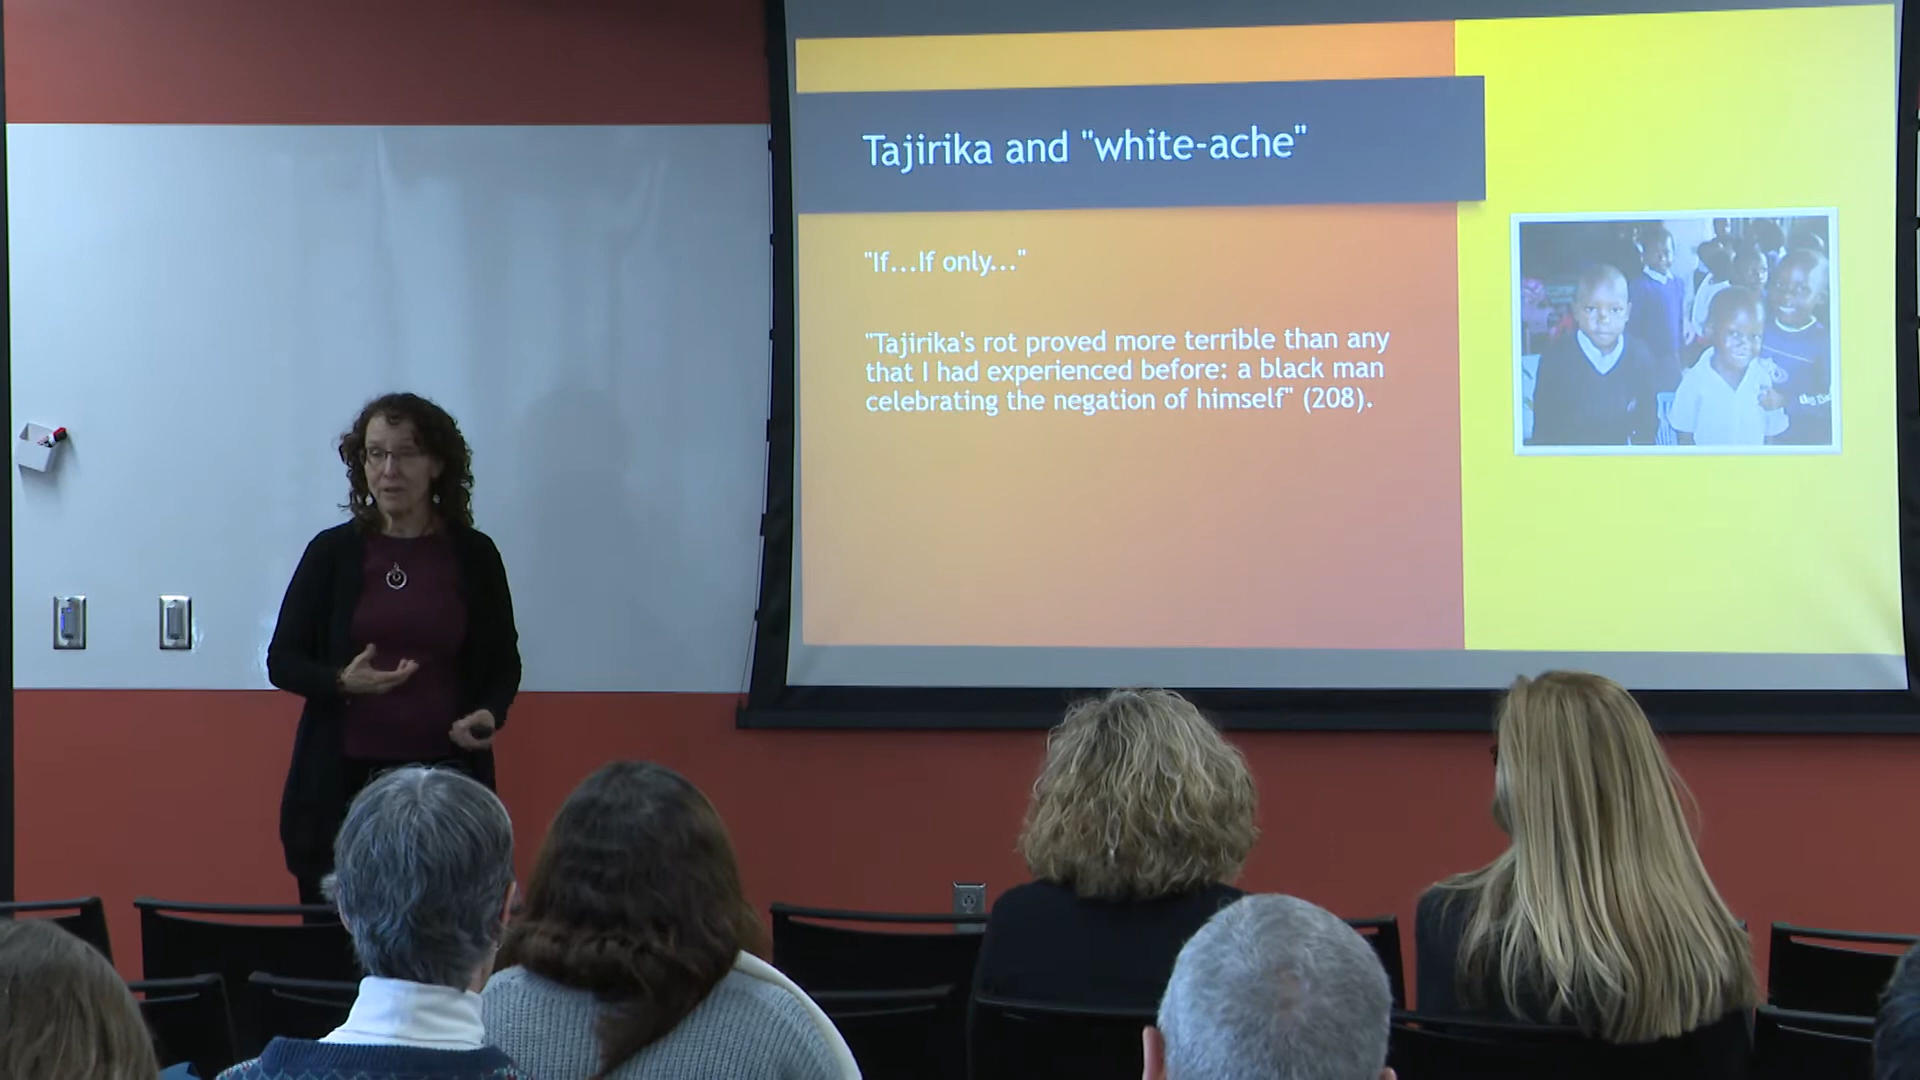 Tajirika and "white-ache"
"If...If only..."
"Tajirika's rot proved more terrible than any
that I had experienced before: a black man
celebrating the negation of himself" (208).